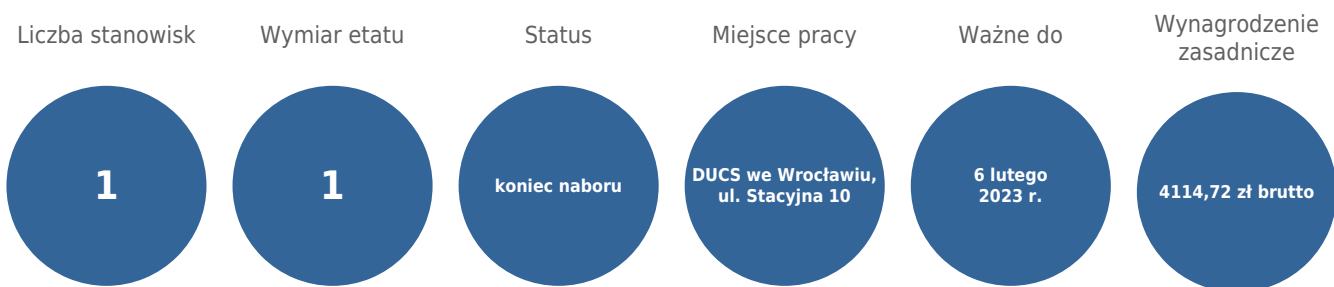 Liczba stanowisk
1
Wymiar etatu
1
Status
koniec naboru
Miejsce pracy
DUCS we Wrocławiu,
ul. Stacyjna 10
Ważne do
6 lutego
2023 r.
Wynagrodzenie
zasadnicze
4114,72 zł brutto